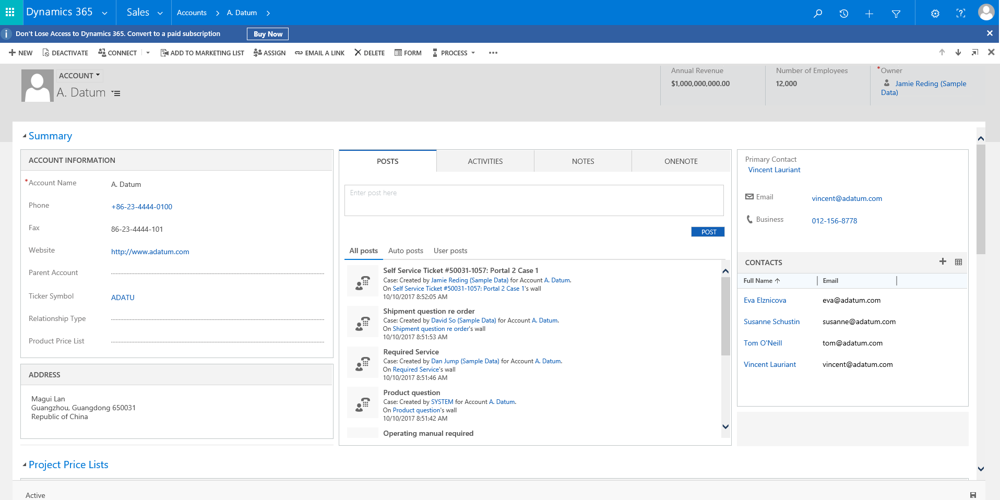 Dynamics 365
Sales
Accounts
A. Datum
Don't Lose Access to Dynamics 365. Convert to a paid subscription
Buy Now
NEW
DEACTIVATE
CONNECT
ADD TO MARKETING LIST
ASSIGN
EMAIL A LINK
DELETE
FORM
PROCESS
ACCOUNT
A. Datum
Annual Revenue
$1,000,000,000.00
Number of Employees
12,000
*Owner
Jamie Reding (Sample
Data)
Summary
ACCOUNT INFORMATION
*Account Name
A. Datum
Phone
+86-23-4444-0100
Fax
86-23-4444-101
Website
http://www.adatum.com
Parent Account
Ticker Symbol
ADATU
Relationship Type
Product Price List
ADDRESS
Magui Lan
Guangzhou, Guangdong 650031
Republic of China
POSTS
ACTIVITIES
NOTES
ONENOTE
Enter post here
POST
All posts
Auto posts
User posts
Self Service Ticket #50031-1057: Portal 2 Case 1
Case: Created by Jamie Reding (Sample Data) for Account A. Datum.
On Self Service Ticket #50031-1057: Portal 2 Case 1's wall
10/10/2017 8:52:05 AM
Shipment question re order
Case: Created by David So (Sample Data) for Account A. Datum.
On Shipment question re order's wall
10/10/2017 8:51:53 AM
Required Service
Case: Created by Dan Jump (Sample Data) for Account A. Datum.
On Required Service's wall
10/10/2017 8:51:46 AM
Product question
Case: Created by SYSTEM for Account A. Datum.
On Product question's wall
10/10/2017 8:51:42 AM
Operating manual required
Primary Contact
Vincent Lauriant
Email
vincent@adatum.com
Business
012-156-8778
CONTACTS
Full Name
Email
Eva Elznicova
eva@adatum.com
Susanne Schustin
susanne@adatum.com
Tom O'Neill
tom@adatum.com
Vincent Lauriant
vincent@adatum.com
Project Price Lists
Active